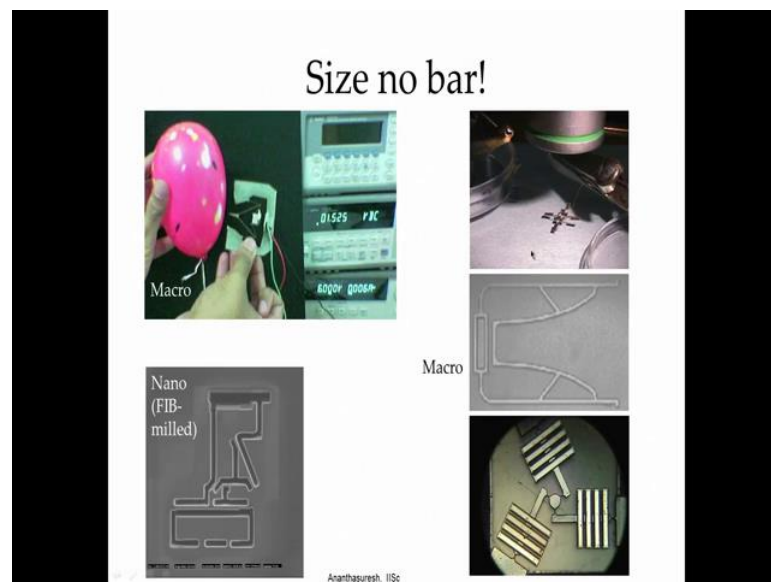 Size no bar!
Macro
Nano
(FIB-
milled)
Macro
Ananthasuresh, IISc